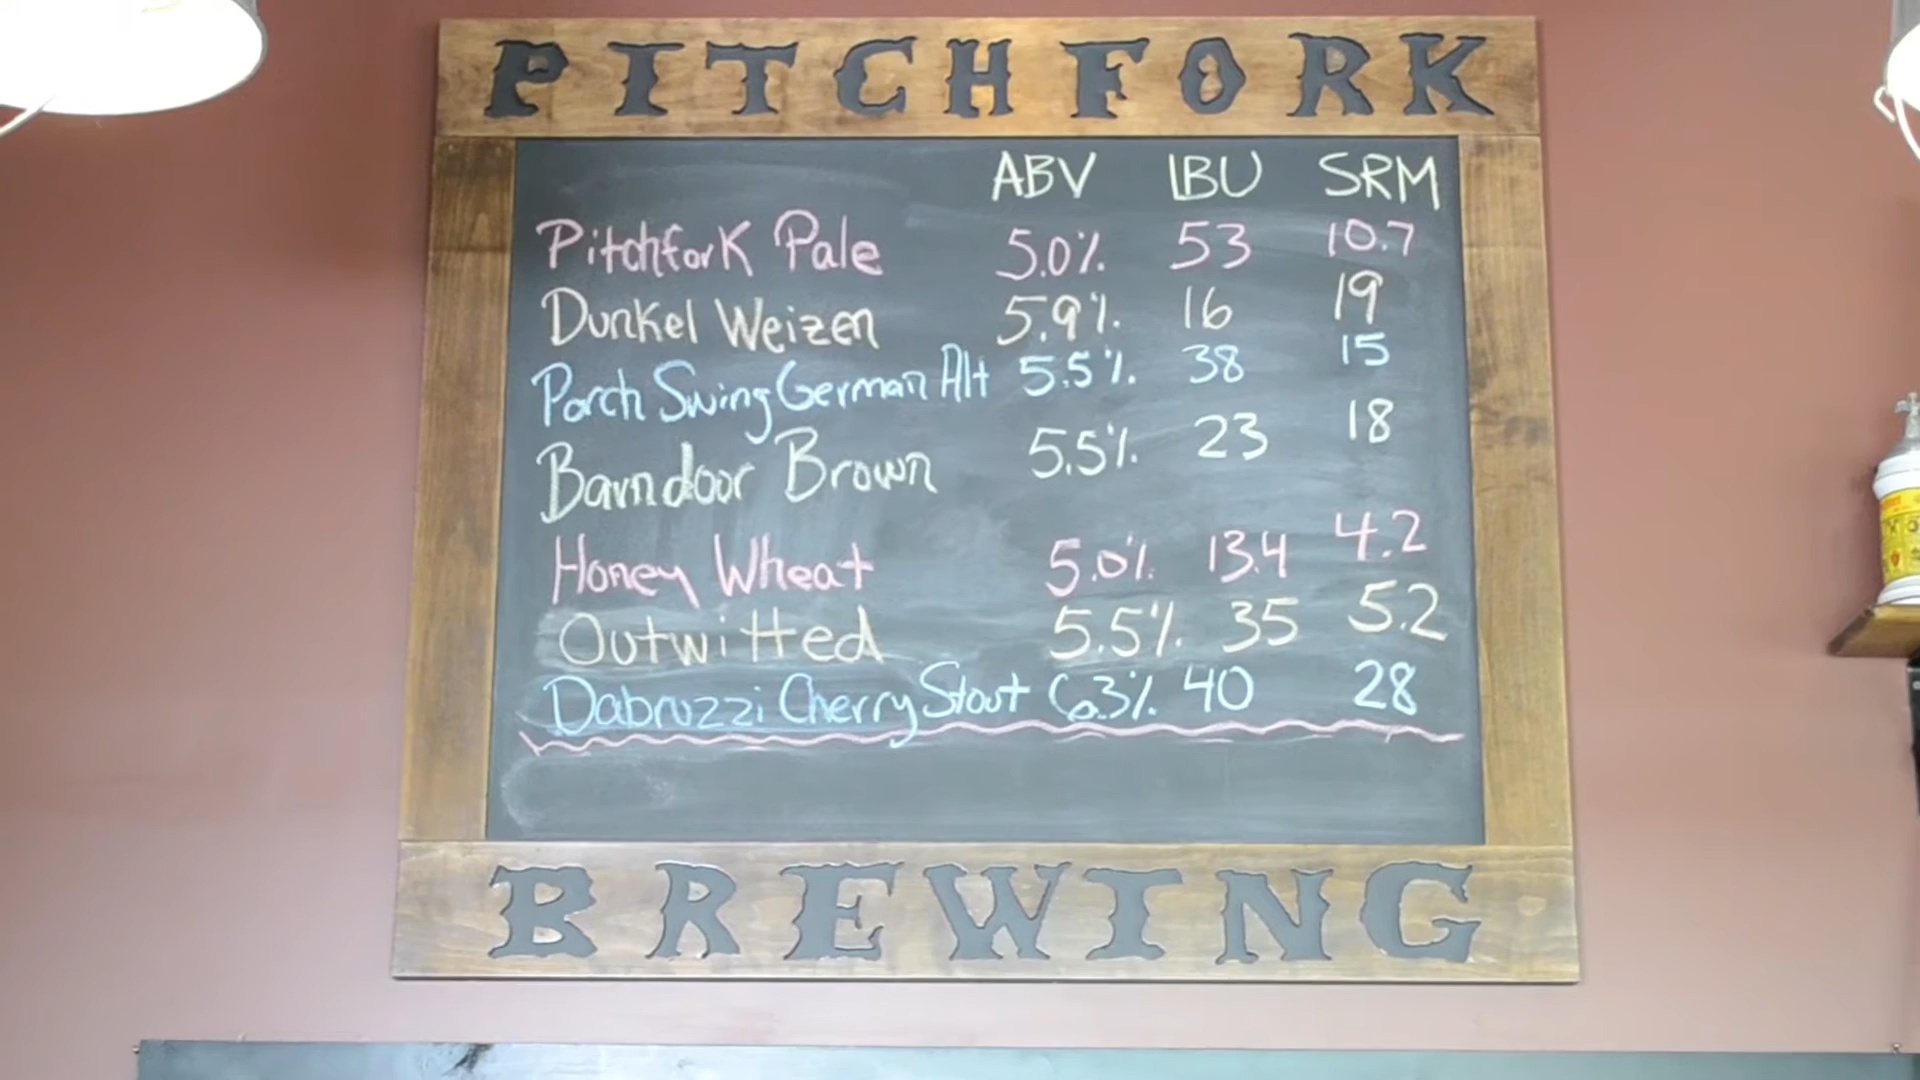 PITCHFORK
ABV IBU SRM
Pitchfork Pale 5.0% 53 10.7
Dunkel Weizen 5.9% 16 19
Porch Swing German Alt 5.5% 38 15
Barndoor Brown 5.5% 23 18
Honey Wheat 5.0% 13.4 4.2
Outwitted 5.5% 35 5.2
Dabruzzi Cherry Stout 6.3% 40 28
BREWING